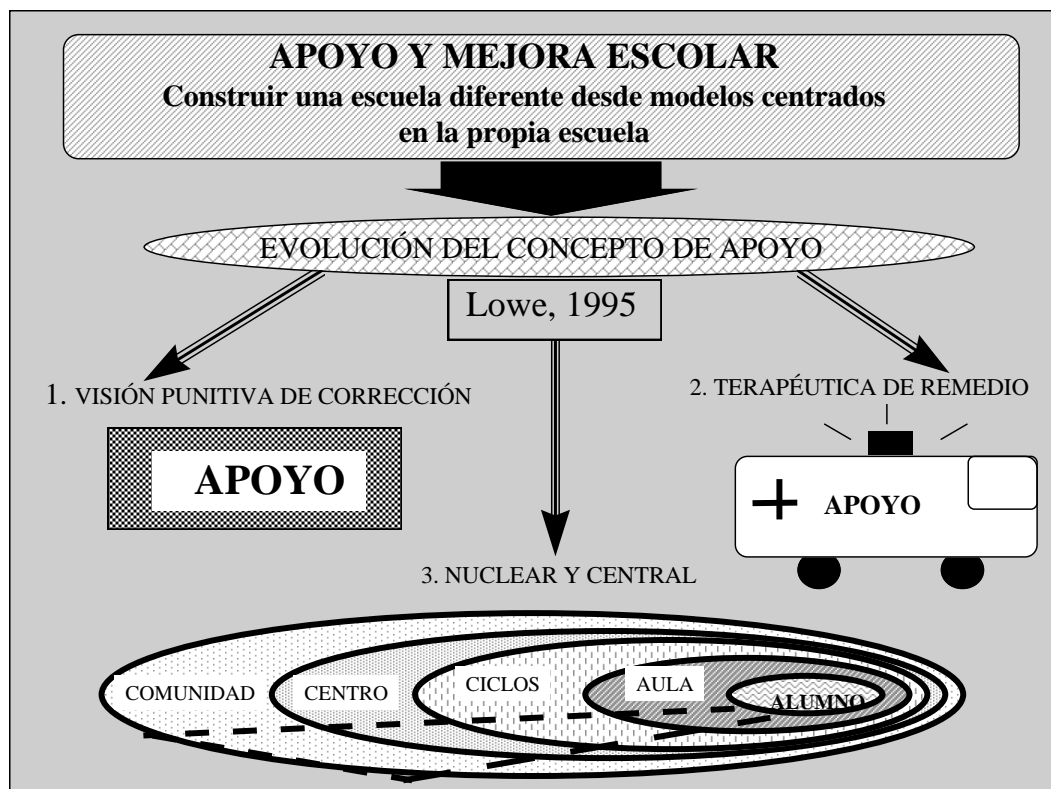 APOYO Y MEJORA ESCOLAR
Construir una escuela diferente desde modelos centrados
en la propia escuela
EVOLUCIÓN DEL CONCEPTO DE APOYO
Lowe, 1995
1. VISIÓN PUNITIVA DE CORRECCIÓN
2. TERAPÉUTICA DE REMEDIO
APOYO
APOYO
3. NUCLEAR Y CENTRAL
COMUNIDAD
CENTRO
CICLOS
AULA
ALUMNO